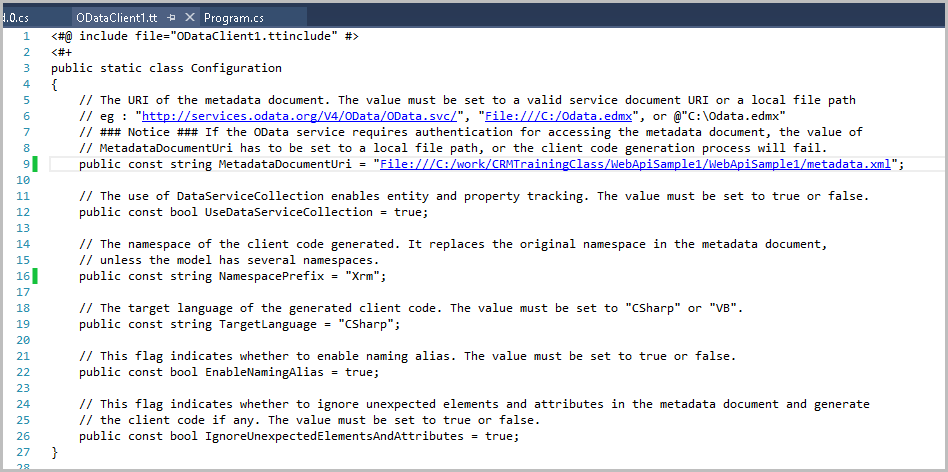 d.0.cs ODataClient1.tt Program.cs
1 <#@ include file="ODataClient1.ttinclude" #>
2 <#+
3 public static class Configuration
4 {
5 // The URI of the metadata document. The value must be set to a valid service document URI or a local file path
6 // eg : "http://services.odata.org/V4/OData/OData.svc/", "File:///C:/Odata.edmx", or @"C:\Odata.edmx"
7 // ### Notice ### If the OData service requires authentication for accessing the metadata document, the value of
8 // MetadataDocumentUri has to be set to a local file path, or the client code generation process will fail.
9 public const string MetadataDocumentUri = "File:///C:/work/CRMTrainingClass/WebApiSample1/WebApiSample1/metadata.xml";
10
11 // The use of DataServiceCollection enables entity and property tracking. The value must be set to true or false.
12 public const bool UseDataServiceCollection = true;
13
14 // The namespace of the client code generated. It replaces the original namespace in the metadata document,
15 // unless the model has several namespaces.
16 public const string NamespacePrefix = "Xrm";
17
18 // The target language of the generated client code. The value must be set to "CSharp" or "VB".
19 public const string TargetLanguage = "CSharp";
20
21 // This flag indicates whether to enable naming alias. The value must be set to true or false.
22 public const bool EnableNamingAlias = true;
23
24 // This flag indicates whether to ignore unexpected elements and attributes in the metadata document and generate
25 // the client code if any. The value must be set to true or false.
26 public const bool IgnoreUnexpectedElementsAndAttributes = true;
27 }
28